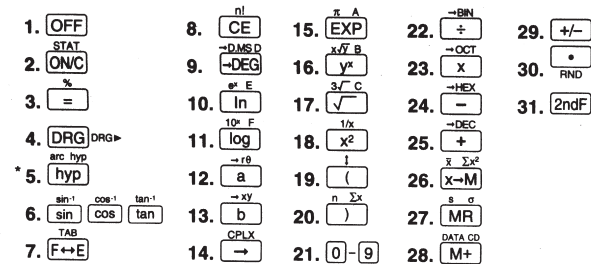 1. OFF
STAT
2. ON/C
%
3. =
4. DRG DRG►
arc hyp
*5. hyp
sin⁻¹ cos⁻¹ tan⁻¹
6. sin cos tan
TAB
7. F↔E
n!
8. CE
→D.MS D
9. →DEG
eˣ E
10. ln
10ˣ F
11. log
→rθ
12. a
→xy
13. b
CPLX
14. →
π A
15. EXP
x√y B
16. yˣ
3√ C
17. √
1/x
18. x²
↕
19. (
n Σx
20. )
21. 0 - 9
→BIN
22. ÷
→OCT
23. x
→HEX
24. −
→DEC
25. +
x̄ Σx²
26. x→M
s σ
27. MR
DATA CD
28. M+
29. +/−
30. •
RND
31. 2ndF